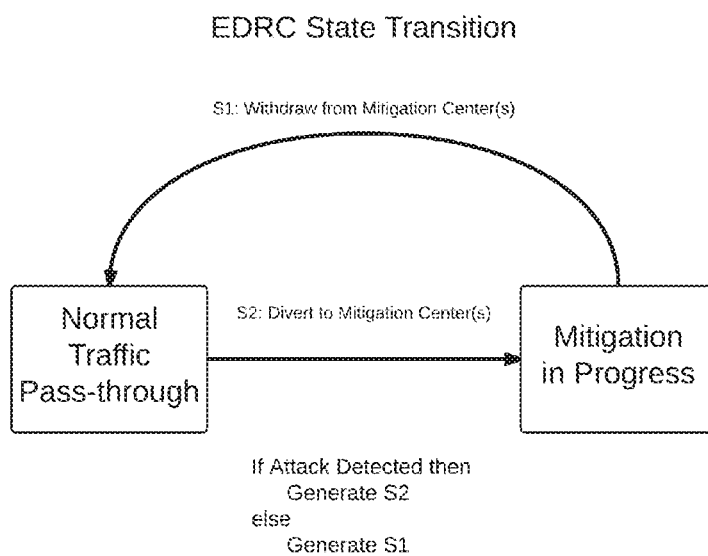 EDRC State Transition
S1: Withdraw from Mitigation Center(s)
Normal
Traffic
Pass-through
S2: Divert to Mitigation Center(s)
Mitigation
in Progress
If Attack Detected then
Generate S2
else
Generate S1